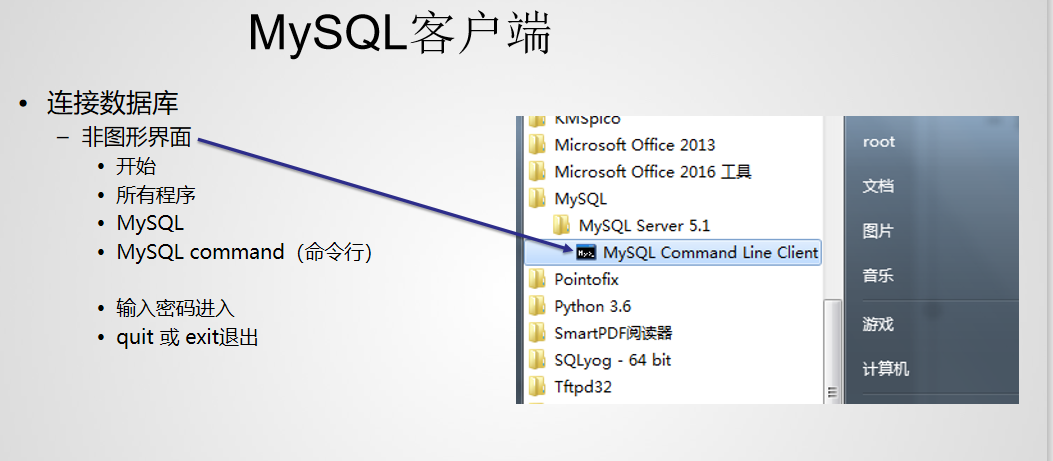 MySQL客户端
• 连接数据库
– 非图形界面
• 开始
• 所有程序
• MySQL
• MySQL command（命令行）
• 输入密码进入
• quit 或 exit退出
KMSpico
Microsoft Office 2013
Microsoft Office 2016 工具
MySQL
MySQL Server 5.1
MySQL Command Line Client
Pointofix
Python 3.6
SmartPDF阅读器
SQLyog - 64 bit
Tftpd32
root
文档
图片
音乐
游戏
计算机